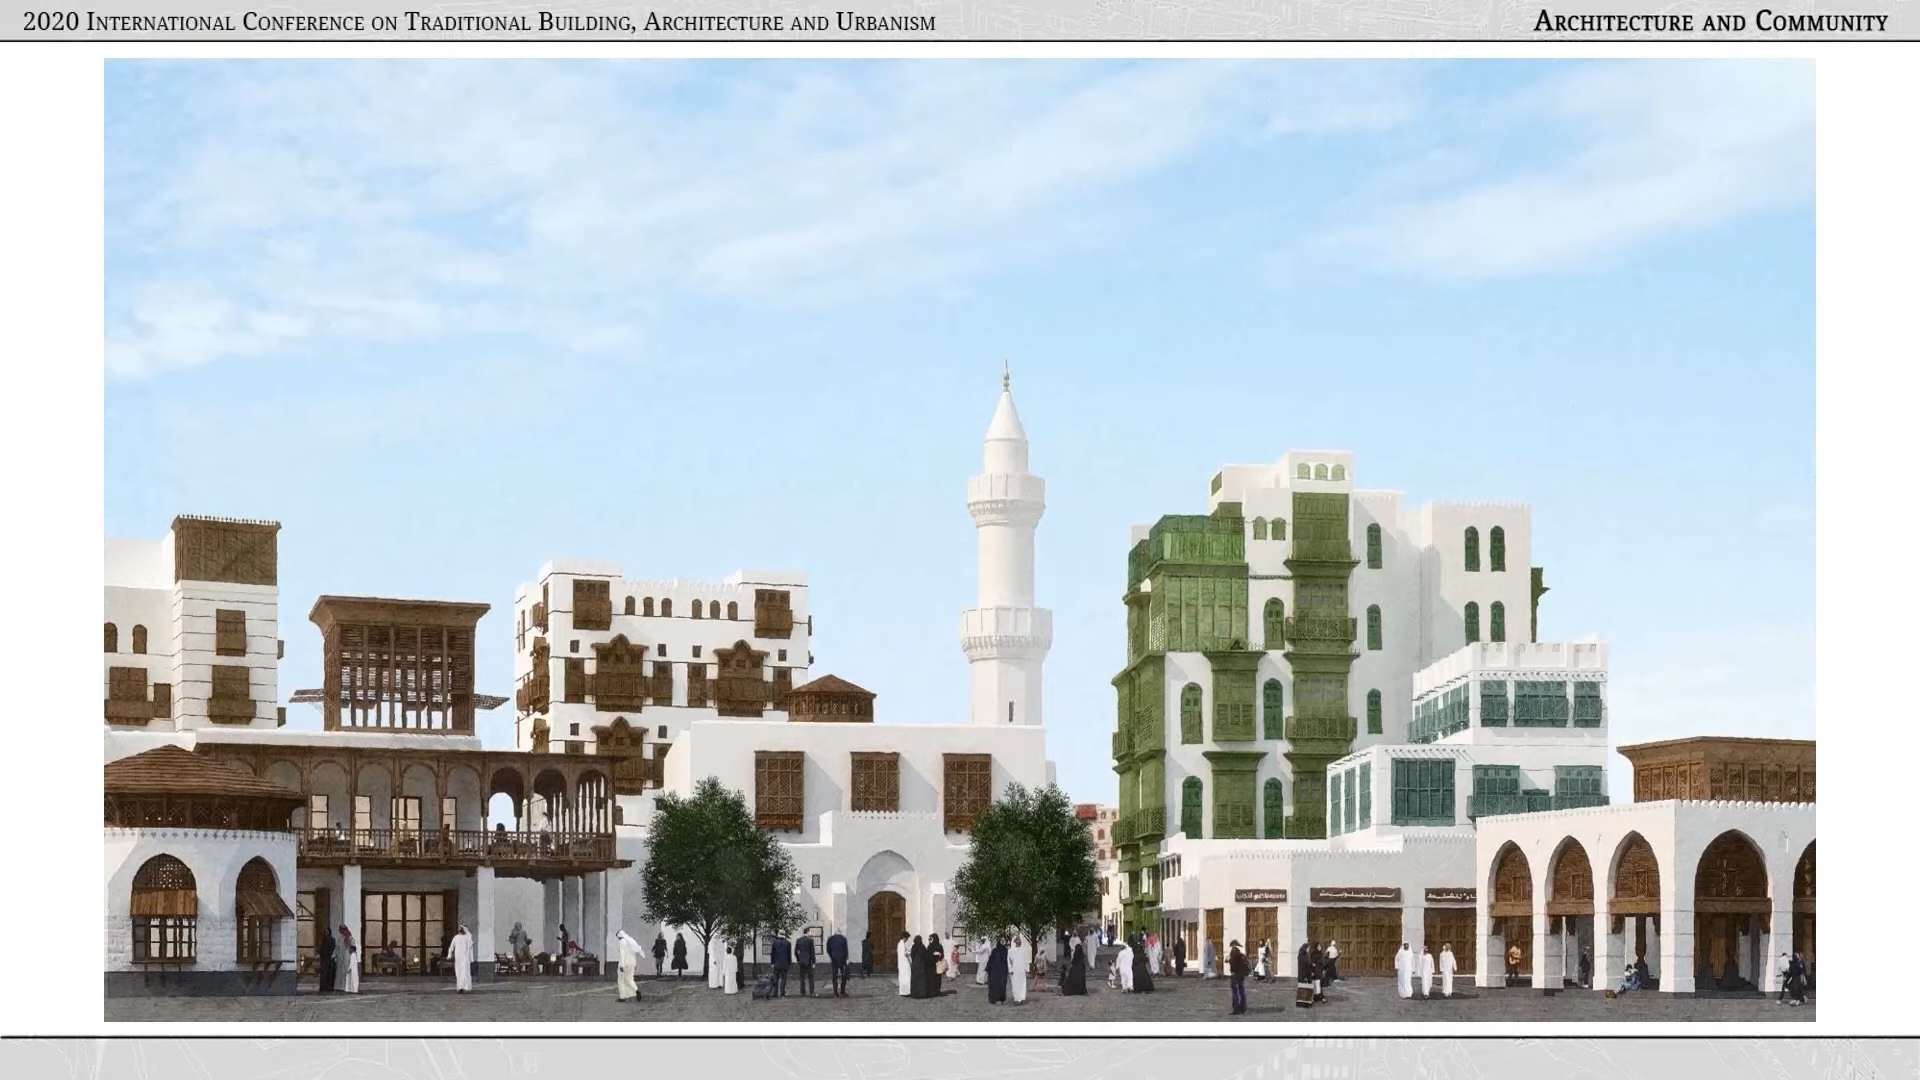 2020 International Conference on Traditional Building, Architecture and Urbanism
Architecture and Community